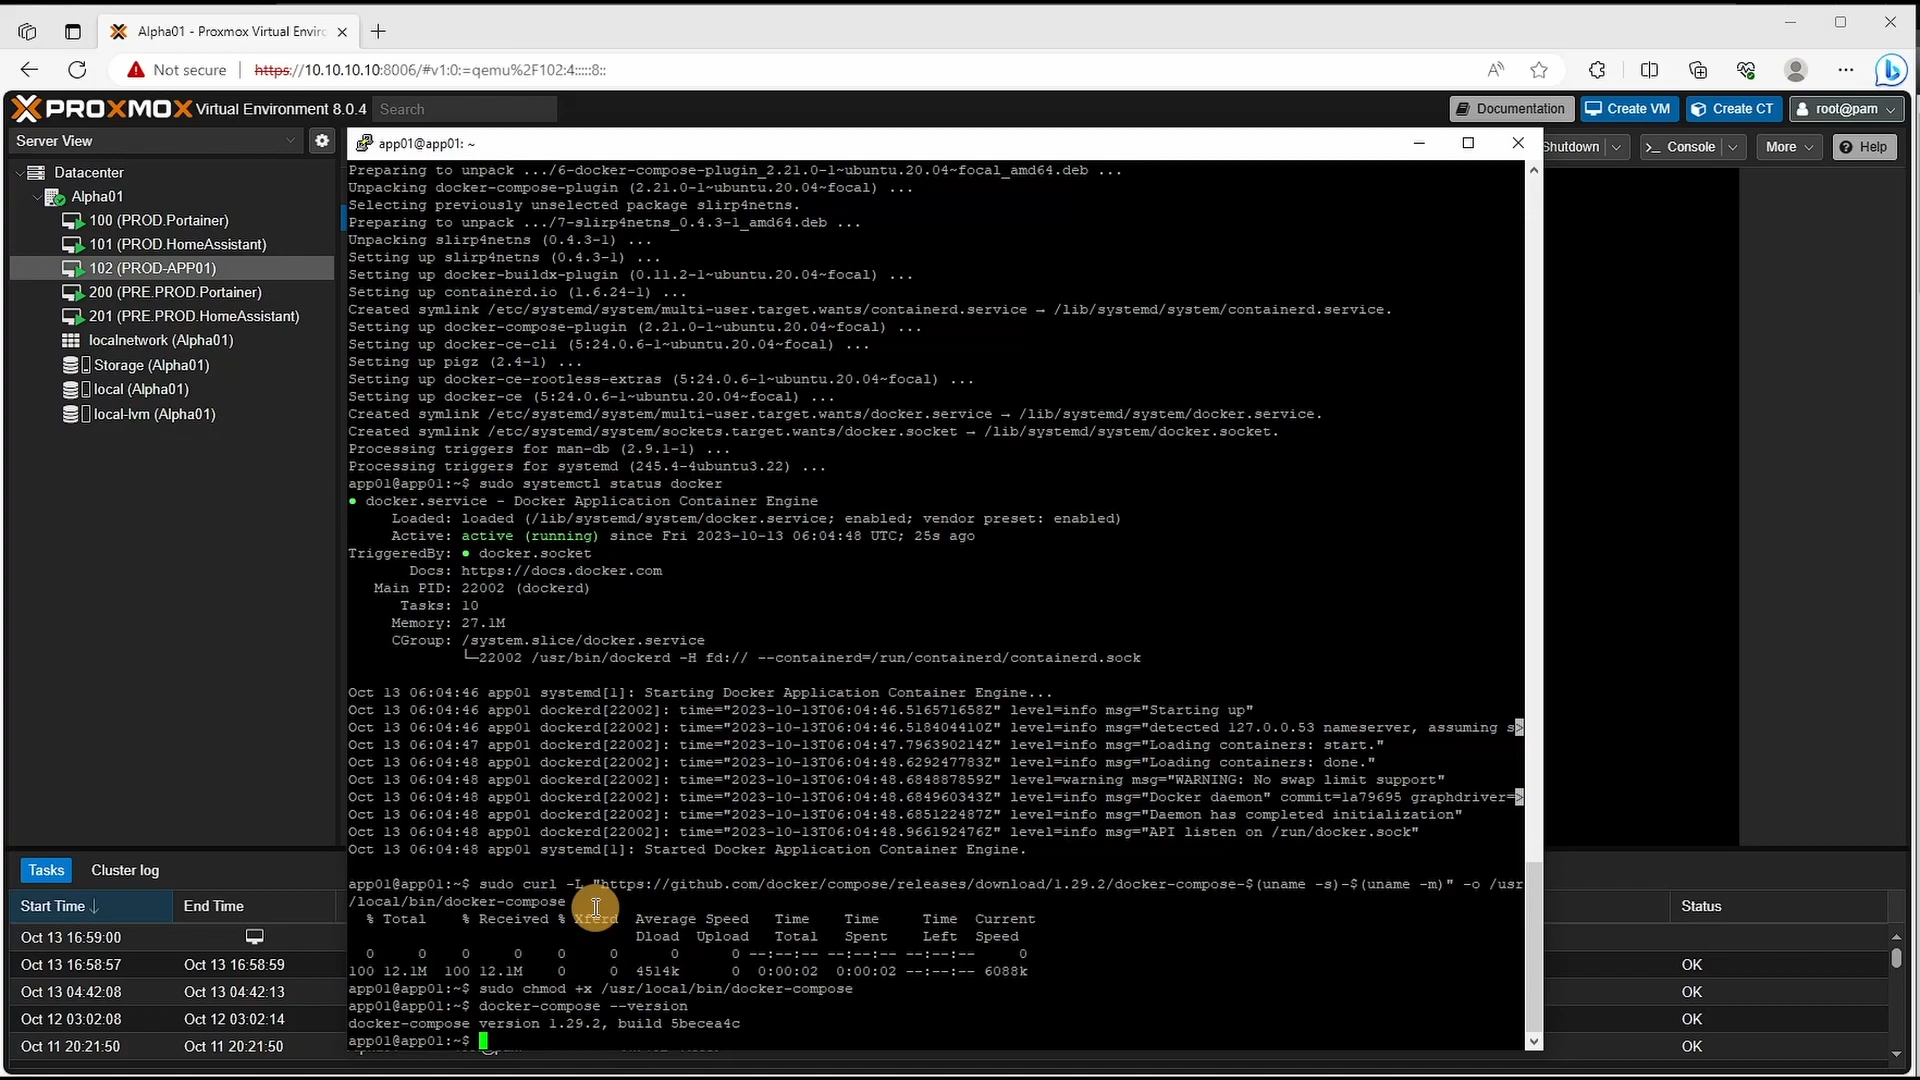 Alpha01 - Proxmox Virtual Enviro
Not secure
https://10.10.10.10:8006/#v1:0:=qemu%2F102:4:::::8::
PROXMOX Virtual Environment 8.0.4
Search
Documentation
Create VM
Create CT
root@pam
Server View
app01@app01: ~
Shutdown
Console
More
Help
Datacenter
Alpha01
100 (PROD.Portainer)
101 (PROD.HomeAssistant)
102 (PROD-APP01)
200 (PRE.PROD.Portainer)
201 (PRE.PROD.HomeAssistant)
localnetwork (Alpha01)
Storage (Alpha01)
local (Alpha01)
local-lvm (Alpha01)
Preparing to unpack .../6-docker-compose-plugin_2.21.0-1~ubuntu.20.04~focal_amd64.deb ...
Unpacking docker-compose-plugin (2.21.0-1~ubuntu.20.04~focal) ...
Selecting previously unselected package slirp4netns.
Preparing to unpack .../7-slirp4netns_0.4.3-1_amd64.deb ...
Unpacking slirp4netns (0.4.3-1) ...
Setting up slirp4netns (0.4.3-1) ...
Setting up docker-buildx-plugin (0.11.2-1~ubuntu.20.04~focal) ...
Setting up containerd.io (1.6.24-1) ...
Created symlink /etc/systemd/system/multi-user.target.wants/containerd.service → /lib/systemd/system/containerd.service.
Setting up docker-compose-plugin (2.21.0-1~ubuntu.20.04~focal) ...
Setting up docker-ce-cli (5:24.0.6-1~ubuntu.20.04~focal) ...
Setting up pigz (2.4-1) ...
Setting up docker-ce-rootless-extras (5:24.0.6-1~ubuntu.20.04~focal) ...
Setting up docker-ce (5:24.0.6-1~ubuntu.20.04~focal) ...
Created symlink /etc/systemd/system/multi-user.target.wants/docker.service → /lib/systemd/system/docker.service.
Created symlink /etc/systemd/system/sockets.target.wants/docker.socket → /lib/systemd/system/docker.socket.
Processing triggers for man-db (2.9.1-1) ...
Processing triggers for systemd (245.4-4ubuntu3.22) ...
app01@app01:~$ sudo systemctl status docker
● docker.service - Docker Application Container Engine
Loaded: loaded (/lib/systemd/system/docker.service; enabled; vendor preset: enabled)
Active: active (running) since Fri 2023-10-13 06:04:48 UTC; 25s ago
TriggeredBy: ● docker.socket
Docs: https://docs.docker.com
Main PID: 22002 (dockerd)
Tasks: 10
Memory: 27.1M
CGroup: /system.slice/docker.service
└─22002 /usr/bin/dockerd -H fd:// --containerd=/run/containerd/containerd.sock
Oct 13 06:04:46 app01 systemd[1]: Starting Docker Application Container Engine...
Oct 13 06:04:46 app01 dockerd[22002]: time="2023-10-13T06:04:46.516571658Z" level=info msg="Starting up"
Oct 13 06:04:46 app01 dockerd[22002]: time="2023-10-13T06:04:46.518404410Z" level=info msg="detected 127.0.0.53 nameserver, assuming s>
Oct 13 06:04:47 app01 dockerd[22002]: time="2023-10-13T06:04:47.796390214Z" level=info msg="Loading containers: start."
Oct 13 06:04:48 app01 dockerd[22002]: time="2023-10-13T06:04:48.629247783Z" level=info msg="Loading containers: done."
Oct 13 06:04:48 app01 dockerd[22002]: time="2023-10-13T06:04:48.684887859Z" level=warning msg="WARNING: No swap limit support"
Oct 13 06:04:48 app01 dockerd[22002]: time="2023-10-13T06:04:48.684960343Z" level=info msg="Docker daemon" commit=1a79695 graphdriver=>
Oct 13 06:04:48 app01 dockerd[22002]: time="2023-10-13T06:04:48.685122487Z" level=info msg="Daemon has completed initialization"
Oct 13 06:04:48 app01 dockerd[22002]: time="2023-10-13T06:04:48.966192476Z" level=info msg="API listen on /run/docker.sock"
Oct 13 06:04:48 app01 systemd[1]: Started Docker Application Container Engine.
app01@app01:~$ sudo curl -L "https://github.com/docker/compose/releases/download/1.29.2/docker-compose-$(uname -s)-$(uname -m)" -o /usr
/local/bin/docker-compose
% Total % Received % Xferd Average Speed Time Time Time Current
Dload Upload Total Spent Left Speed
0 0 0 0 0 0 0 0 --:--:-- --:--:-- --:--:-- 0
100 12.1M 100 12.1M 0 0 4514k 0 0:00:02 0:00:02 --:--:-- 6088k
app01@app01:~$ sudo chmod +x /usr/local/bin/docker-compose
app01@app01:~$ docker-compose --version
docker-compose version 1.29.2, build 5becea4c
app01@app01:~$
Tasks
Cluster log
Start Time
End Time
Status
Oct 13 16:59:00
Oct 13 16:58:57 Oct 13 16:58:59 OK
Oct 13 04:42:08 Oct 13 04:42:13 OK
Oct 12 03:02:08 Oct 12 03:02:14 OK
Oct 11 20:21:50 Oct 11 20:21:50 OK